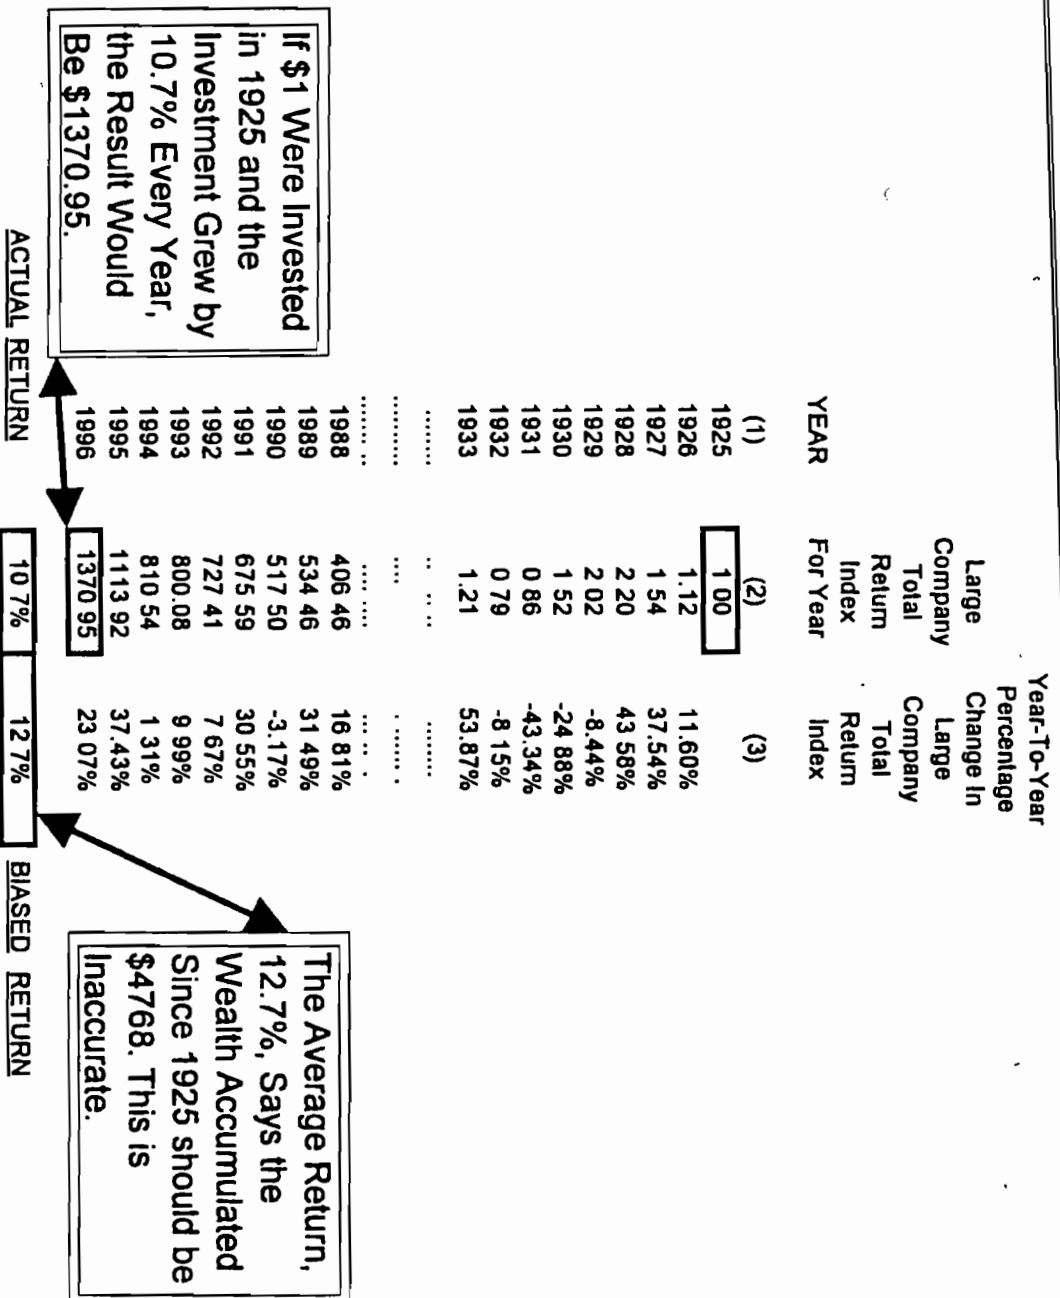 Year-To-Year
Percentage
Large Change In
Company Large
Total Company
Return Total
Index Return
YEAR For Year Index
(1) (2) (3)
1925 1 00
1926 1.12 11.60%
1927 1 54 37.54%
1928 2 20 43 58%
1929 2 02 -8.44%
1930 1 52 -24 88%
1931 0 86 -43.34%
1932 0 79 -8 15%
1933 1.21 53.87%
1988 406 46 16 81%
1989 534 46 31 49%
1990 517 50 -3.17%
1991 675 59 30 55%
1992 727 41 7 67%
1993 800.08 9 99%
1994 810 54 1 31%
1995 1113 92 37.43%
1996 1370 95 23 07%
If $1 Were Invested
in 1925 and the
Investment Grew by
10.7% Every Year,
the Result Would
Be $1370.95.
The Average Return,
12.7%, Says the
Wealth Accumulated
Since 1925 should be
$4768. This is
Inaccurate.
ACTUAL RETURN 10 7% 12 7% BIASED RETURN